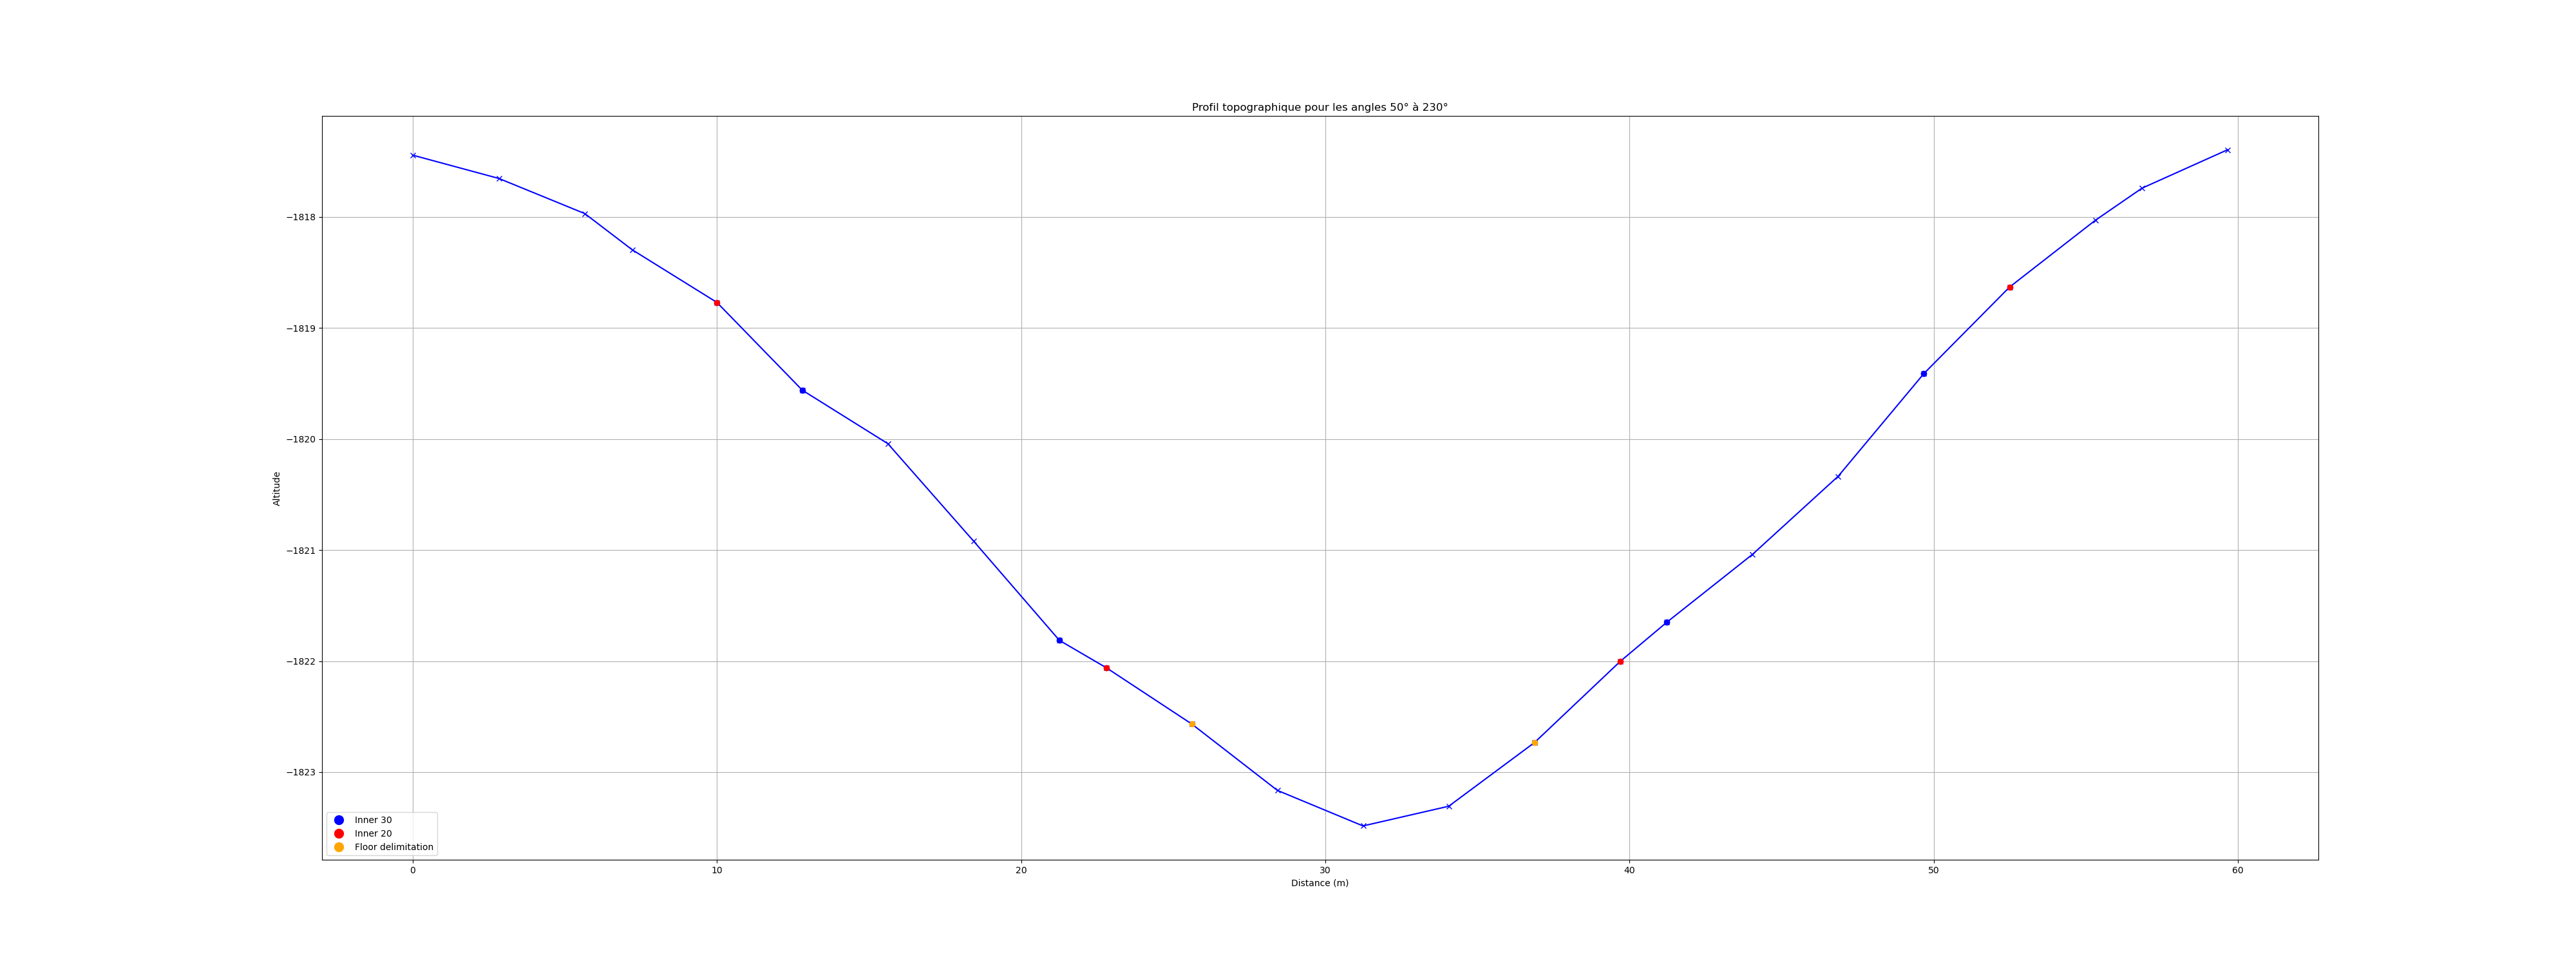 Profil topographique pour les angles 50° à 230°
Altitude
−1818
−1819
−1820
−1821
−1822
−1823
Inner 30
Inner 20
Floor delimitation
0 10 20 30 40 50 60
Distance (m)